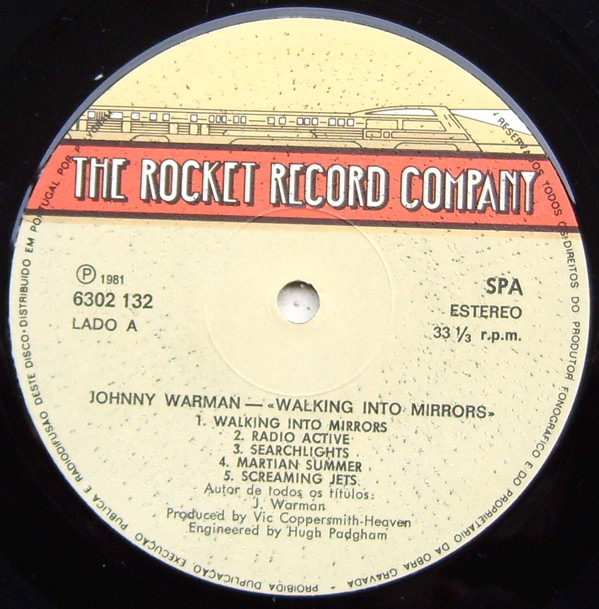 THE ROCKET RECORD COMPANY
Ⓟ 1981
6302 132
LADO A
SPA
ESTEREO
33 1/3 r.p.m.
JOHNNY WARMAN — «WALKING INTO MIRRORS»
1. WALKING INTO MIRRORS
2. RADIO ACTIVE
3. SEARCHLIGHTS
4. MARTIAN SUMMER
5. SCREAMING JETS
Autor de todos os títulos:
J. Warman
Produced by Vic Coppersmith-Heaven
Engineered by Hugh Padgham
RESERVADOS TODOS OS DIREITOS DO PRODUTOR FONOGRÁFICO E DO PROPRIETÁRIO DA OBRA GRAVADA - PROIBIDA DUPLICAÇÃO, EXECUÇÃO PÚBLICA E RADIODIFUSÃO DESTE DISCO - DISTRIBUIDO EM PORTUGAL POR